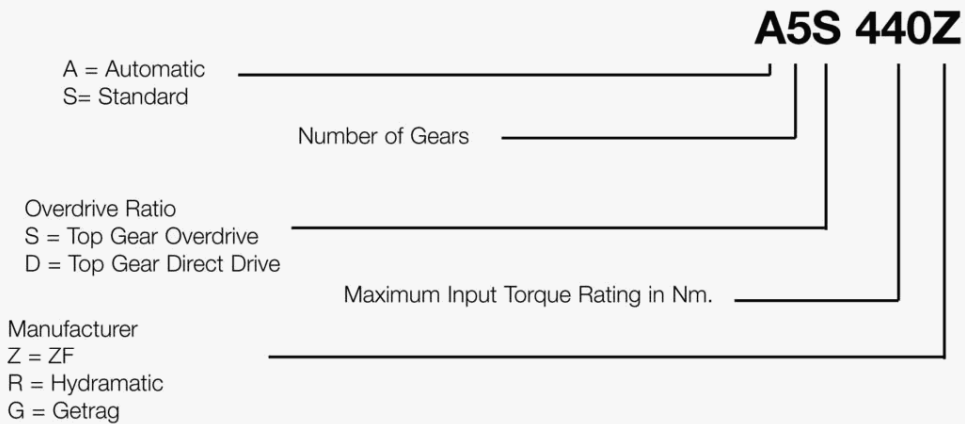 A5S 440Z
A = Automatic
S= Standard
Number of Gears
Overdrive Ratio
S = Top Gear Overdrive
D = Top Gear Direct Drive
Maximum Input Torque Rating in Nm.
Manufacturer
Z = ZF
R = Hydramatic
G = Getrag